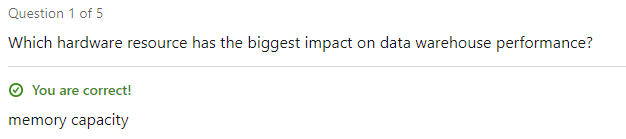 Question 1 of 5
Which hardware resource has the biggest impact on data warehouse performance?
You are correct!
memory capacity